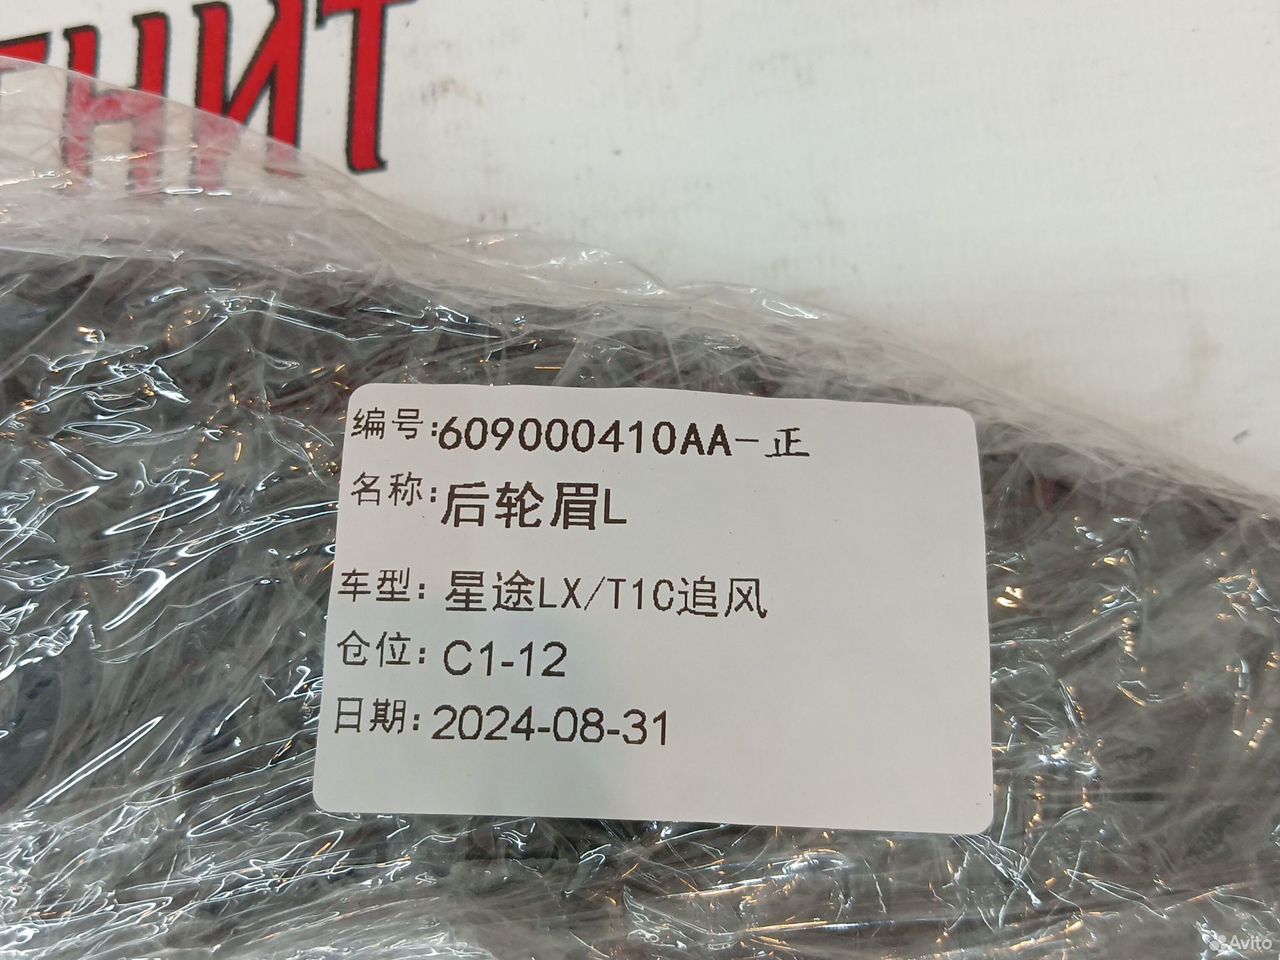 ГНИТ
编号:609000410AA-正
名称:后轮眉L
车型:星途LX/T1C追风
仓位:C1-12
日期:2024-08-31
Avito